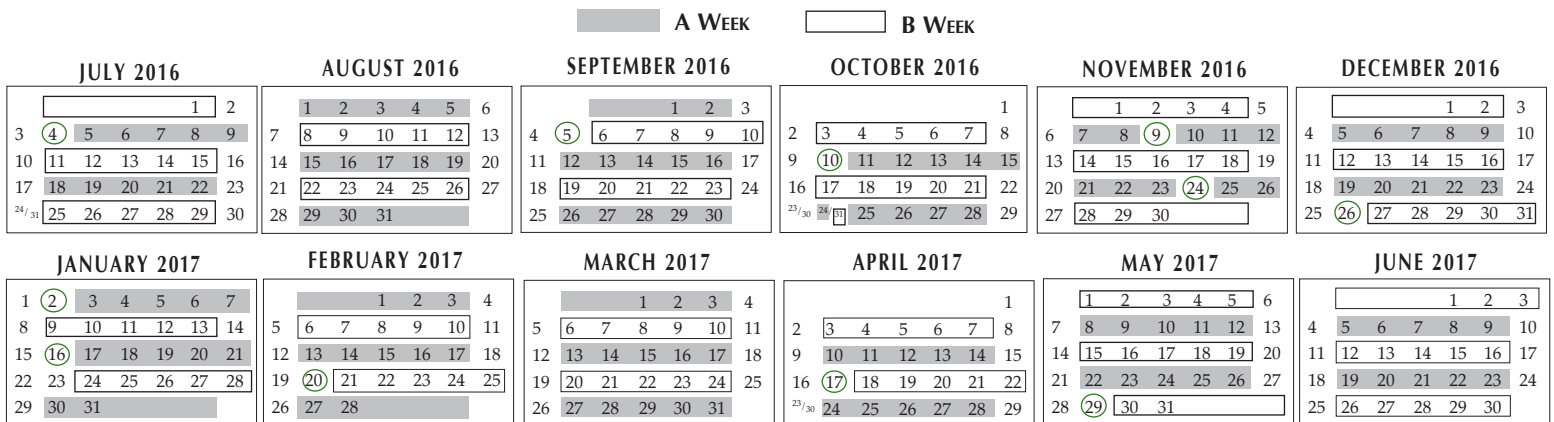 A WEEK B WEEK
JULY 2016
1 2
3 4 5 6 7 8 9
10 11 12 13 14 15 16
17 18 19 20 21 22 23
24/31 25 26 27 28 29 30
AUGUST 2016
1 2 3 4 5 6
7 8 9 10 11 12 13
14 15 16 17 18 19 20
21 22 23 24 25 26 27
28 29 30 31
SEPTEMBER 2016
1 2 3
4 5 6 7 8 9 10
11 12 13 14 15 16 17
18 19 20 21 22 23 24
25 26 27 28 29 30
OCTOBER 2016
1
2 3 4 5 6 7 8
9 10 11 12 13 14 15
16 17 18 19 20 21 22
23/30 24/31 25 26 27 28 29
NOVEMBER 2016
1 2 3 4 5
6 7 8 9 10 11 12
13 14 15 16 17 18 19
20 21 22 23 24 25 26
27 28 29 30
DECEMBER 2016
1 2 3
4 5 6 7 8 9 10
11 12 13 14 15 16 17
18 19 20 21 22 23 24
25 26 27 28 29 30 31
JANUARY 2017
1 2 3 4 5 6 7
8 9 10 11 12 13 14
15 16 17 18 19 20 21
22 23 24 25 26 27 28
29 30 31
FEBRUARY 2017
1 2 3 4
5 6 7 8 9 10 11
12 13 14 15 16 17 18
19 20 21 22 23 24 25
26 27 28
MARCH 2017
1 2 3 4
5 6 7 8 9 10 11
12 13 14 15 16 17 18
19 20 21 22 23 24 25
26 27 28 29 30 31
APRIL 2017
1
2 3 4 5 6 7 8
9 10 11 12 13 14 15
16 17 18 19 20 21 22
23/30 24 25 26 27 28 29
MAY 2017
1 2 3 4 5 6
7 8 9 10 11 12 13
14 15 16 17 18 19 20
21 22 23 24 25 26 27
28 29 30 31
JUNE 2017
1 2 3
4 5 6 7 8 9 10
11 12 13 14 15 16 17
18 19 20 21 22 23 24
25 26 27 28 29 30